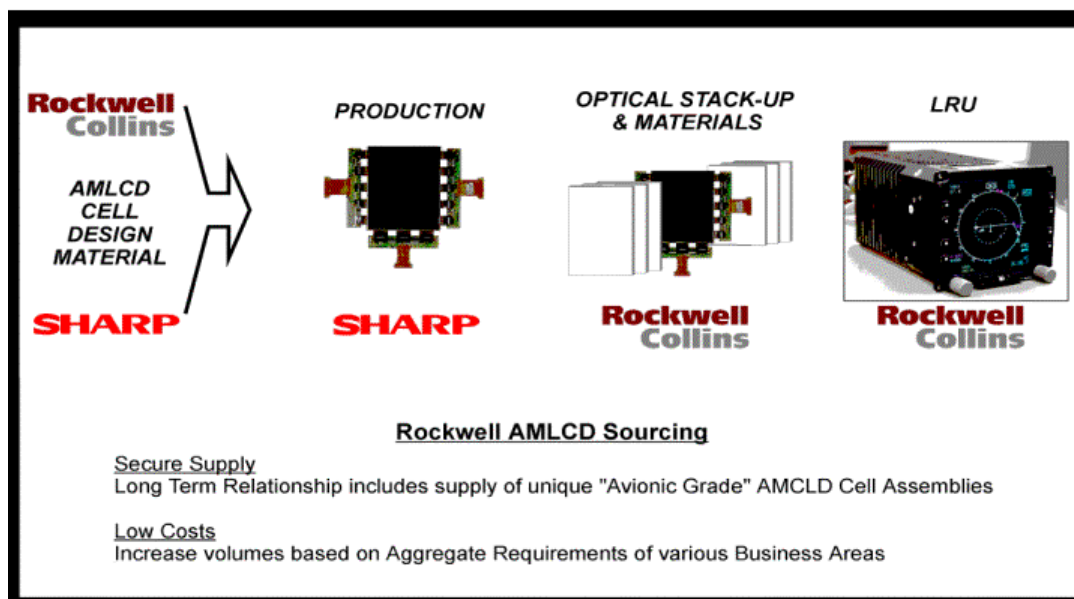 Rockwell
Collins
AMLCD
CELL
DESIGN
MATERIAL
SHARP
PRODUCTION
SHARP
OPTICAL STACK-UP
& MATERIALS
Rockwell
Collins
LRU
Rockwell
Collins
Rockwell AMLCD Sourcing
Secure Supply
Long Term Relationship includes supply of unique "Avionic Grade" AMCLD Cell Assemblies
Low Costs
Increase volumes based on Aggregate Requirements of various Business Areas